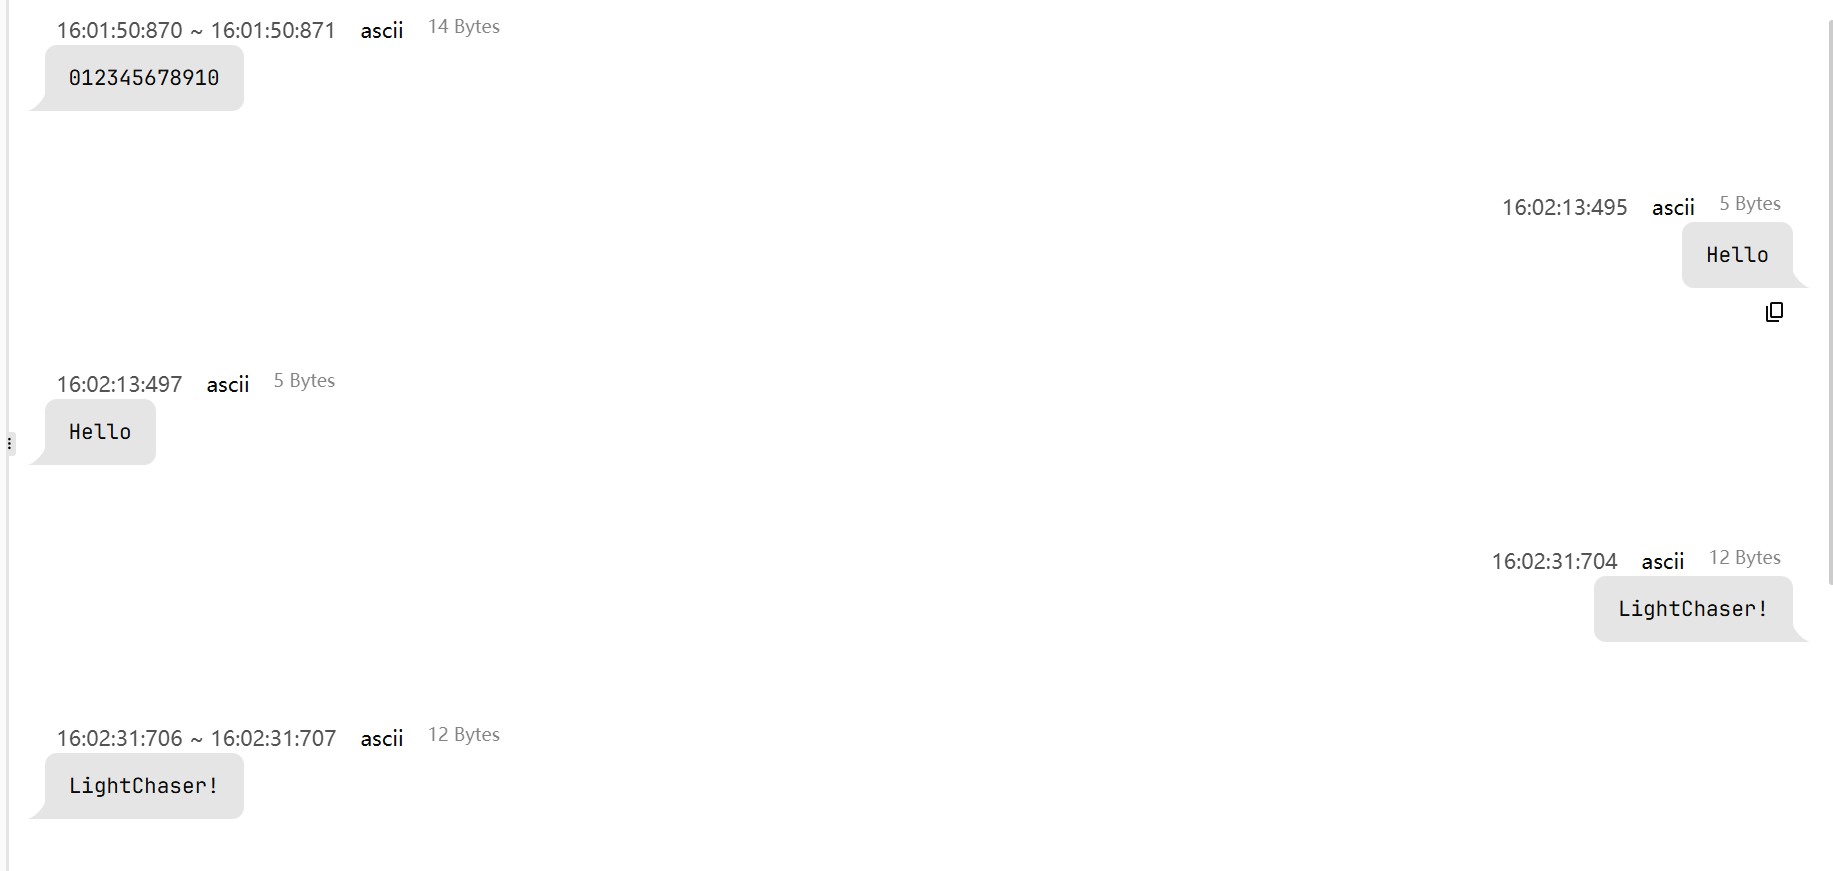 16:01:50:870 ~ 16:01:50:871 ascii 14 Bytes
012345678910
16:02:13:495 ascii 5 Bytes
Hello
16:02:13:497 ascii 5 Bytes
Hello
16:02:31:704 ascii 12 Bytes
LightChaser!
16:02:31:706 ~ 16:02:31:707 ascii 12 Bytes
LightChaser!